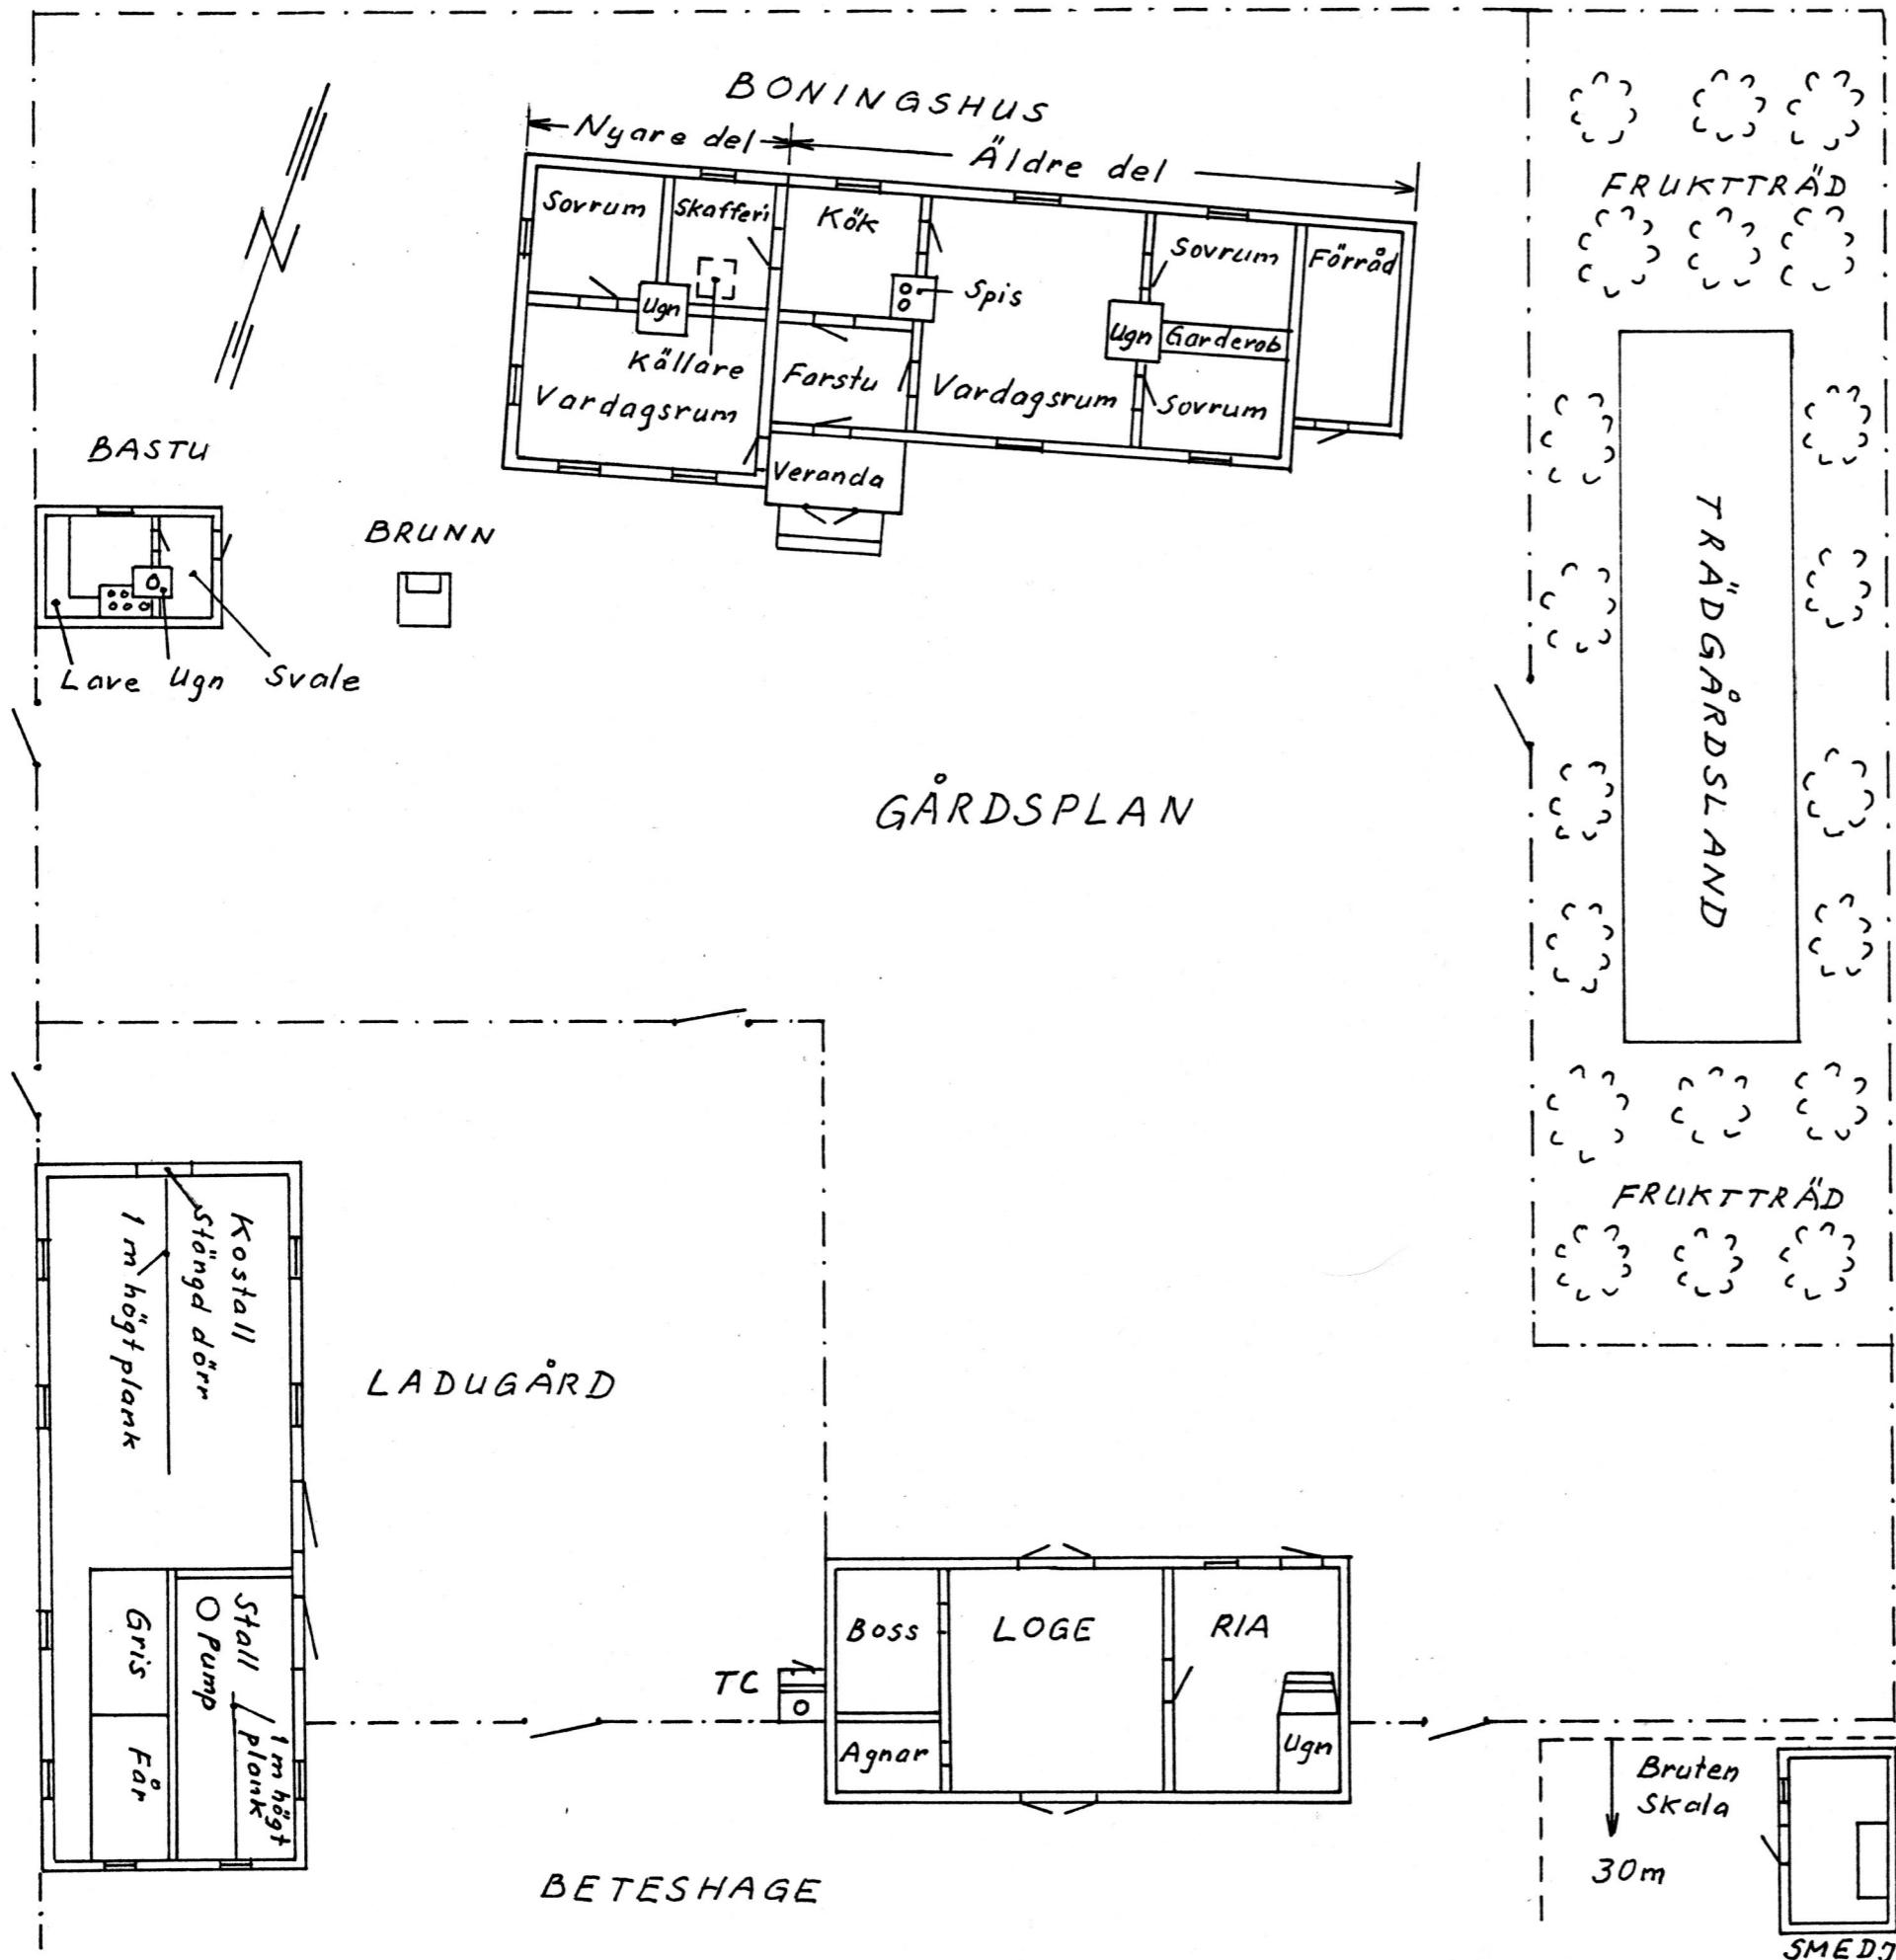 BONINGSHUS
Nyare del
Äldre del
Sovrum
Skafferi
Kök
Sovrum
Förråd
Spis
Ugn
Ugn
Garderob
Källare
Farstu
Vardagsrum
Vardagsrum
Sovrum
Veranda
N
BASTU
BRUNN
Lave Ugn Svale
FRUKTTRÄD
TRÄDGÅRDSLAND
GÅRDSPLAN
FRUKTTRÄD
Kostall
Stängd dörr
1 m högt plank
LADUGÅRD
Gris
Får
Stall
Pump
1 m högt
plank
TC
Boss
LOGE
RIA
Agnar
Ugn
BETESHAGE
Bruten
Skala
30m
SMEDJ